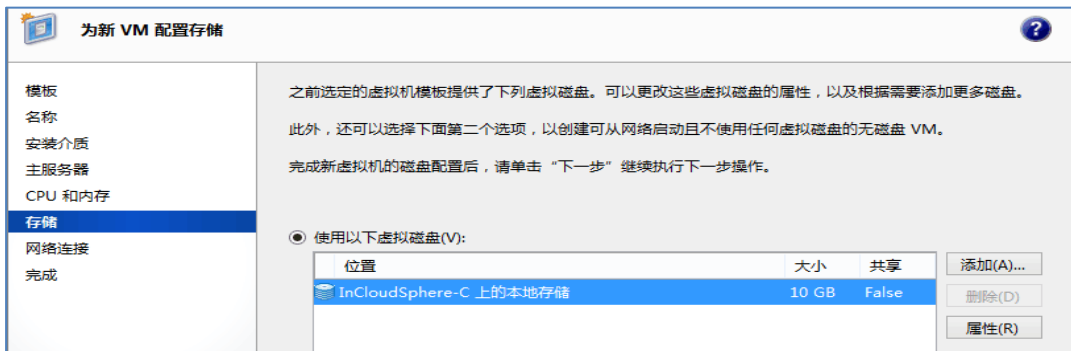 为新 VM 配置存储
?
模板
名称
安装介质
主服务器
CPU 和内存
存储
网络连接
完成
之前选定的虚拟机模板提供了下列虚拟磁盘。可以更改这些虚拟磁盘的属性，以及根据需要添加更多磁盘。
此外，还可以选择下面第二个选项，以创建可从网络启动且不使用任何虚拟磁盘的无磁盘 VM。
完成新虚拟机的磁盘配置后，请单击“下一步”继续执行下一步操作。
使用以下虚拟磁盘(V):
位置 大小 共享
InCloudSphere-C 上的本地存储 10 GB False
添加(A)...
删除(D)
属性(R)